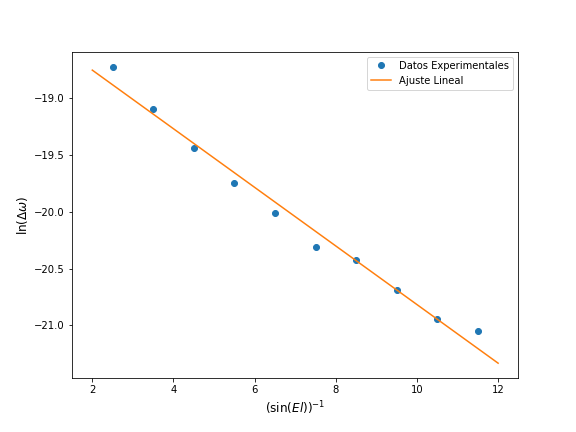 Datos Experimentales
Ajuste Lineal
ln(Δω)
−19.0
−19.5
−20.0
−20.5
−21.0
2 4 6 8 10 12
(sin(El))⁻¹